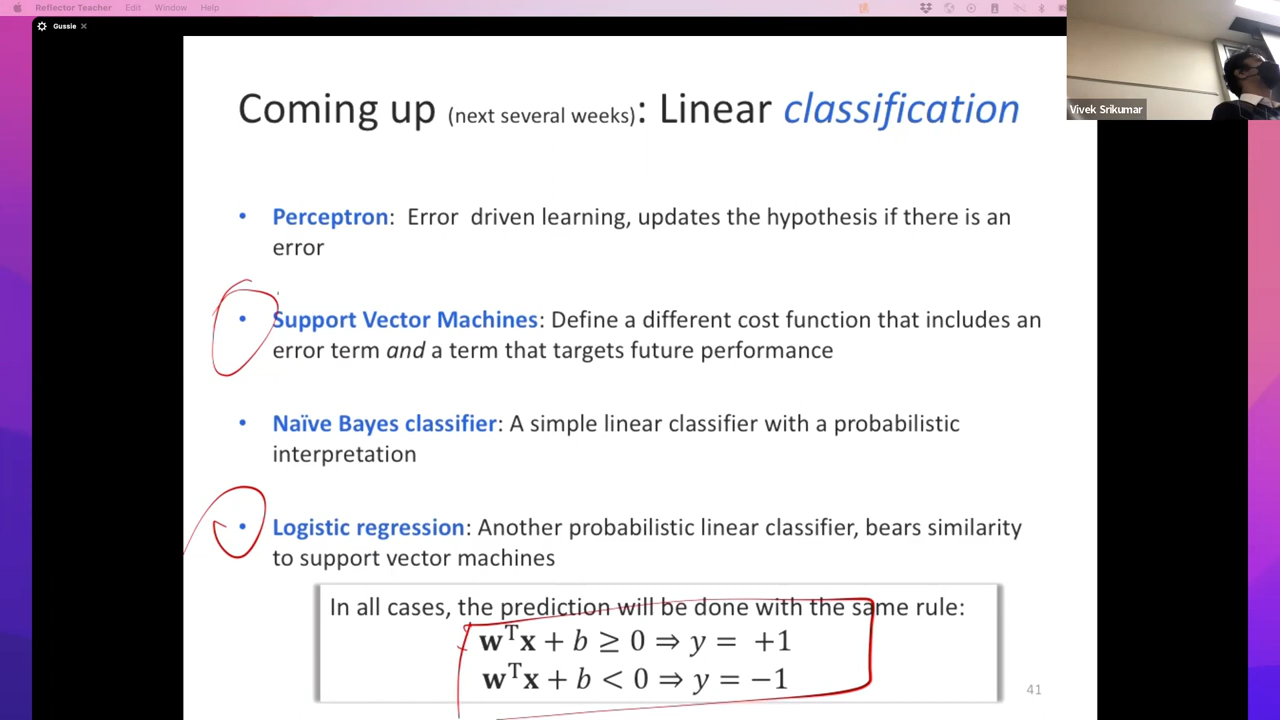 Reflector Teacher Edit Window Help
Gussie
Vivek Srikumar
Coming up (next several weeks): Linear classification
• Perceptron: Error driven learning, updates the hypothesis if there is an
error
• Support Vector Machines: Define a different cost function that includes an
error term and a term that targets future performance
• Naïve Bayes classifier: A simple linear classifier with a probabilistic
interpretation
• Logistic regression: Another probabilistic linear classifier, bears similarity
to support vector machines
In all cases, the prediction will be done with the same rule:
wᵀx + b ≥ 0 ⇒ y = +1
wᵀx + b < 0 ⇒ y = −1
41